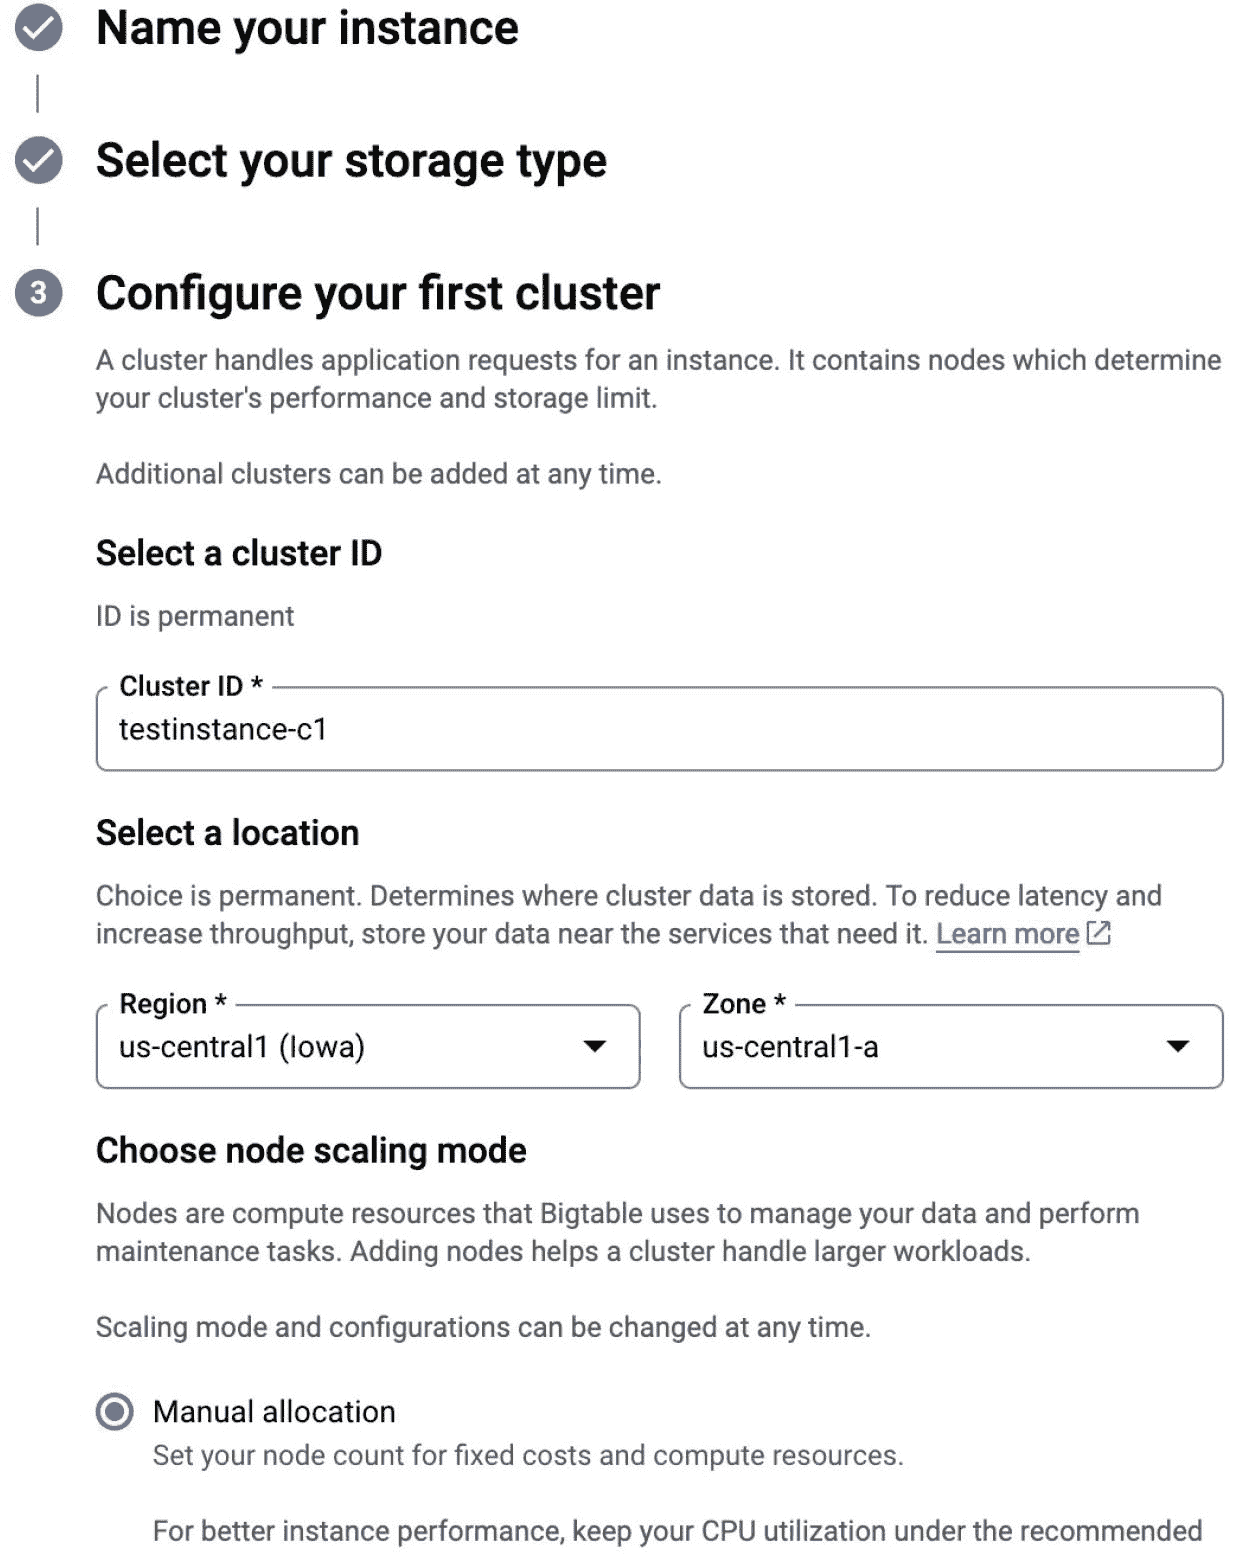 Name your instance
Select your storage type
3 Configure your first cluster
A cluster handles application requests for an instance. It contains nodes which determine
your cluster's performance and storage limit.
Additional clusters can be added at any time.
Select a cluster ID
ID is permanent
Cluster ID *
testinstance-c1
Select a location
Choice is permanent. Determines where cluster data is stored. To reduce latency and
increase throughput, store your data near the services that need it. Learn more
Region * Zone *
us-central1 (Iowa) us-central1-a
Choose node scaling mode
Nodes are compute resources that Bigtable uses to manage your data and perform
maintenance tasks. Adding nodes helps a cluster handle larger workloads.
Scaling mode and configurations can be changed at any time.
Manual allocation
Set your node count for fixed costs and compute resources.
For better instance performance, keep your CPU utilization under the recommended